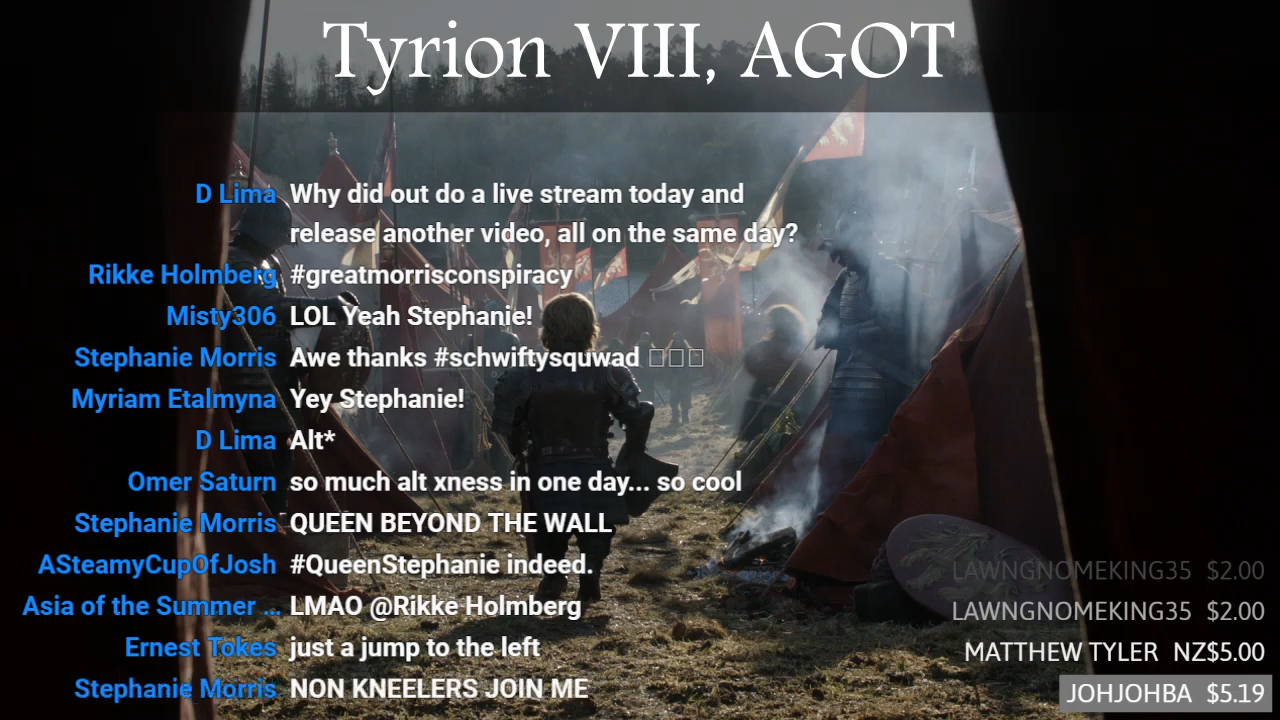 Tyrion VIII, AGOT
D Lima Why did out do a live stream today and
release another video, all on the same day?
Rikke Holmberg #greatmorrisconspiracy
Misty306 LOL Yeah Stephanie!
Stephanie Morris Awe thanks #schwiftysquwad
Myriam Etalmyna Yey Stephanie!
D Lima Alt*
Omer Saturn so much alt xness in one day... so cool
Stephanie Morris QUEEN BEYOND THE WALL
ASteamyCupOfJosh #QueenStephanie indeed.
Asia of the Summer ... LMAO @Rikke Holmberg
Ernest Tokes just a jump to the left
Stephanie Morris NON KNEELERS JOIN ME
LAWNGNOMEKING35 $2.00
LAWNGNOMEKING35 $2.00
MATTHEW TYLER NZ$5.00
JOHJOHBA $5.19